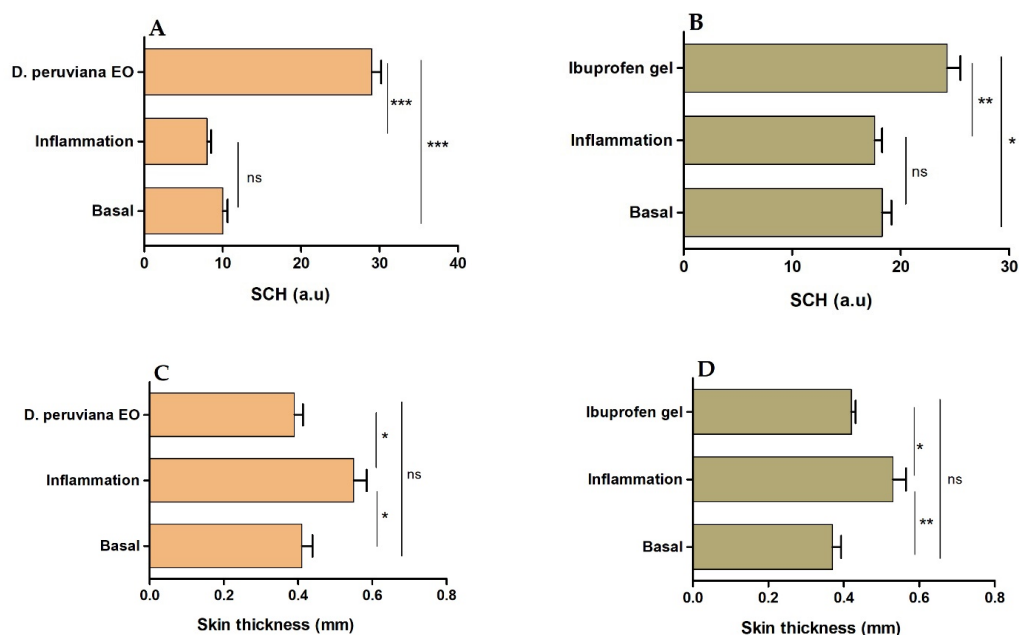 A
D. peruviana EO
***
Inflammation
***
ns
Basal
0 10 20 30 40
SCH (a.u)
B
Ibuprofen gel
**
Inflammation
*
ns
Basal
0 10 20 30
SCH (a.u)
C
D. peruviana EO
*
Inflammation
ns
*
Basal
0.0 0.2 0.4 0.6 0.8
Skin thickness (mm)
D
Ibuprofen gel
*
Inflammation
ns
**
Basal
0.0 0.2 0.4 0.6 0.8
Skin thickness (mm)